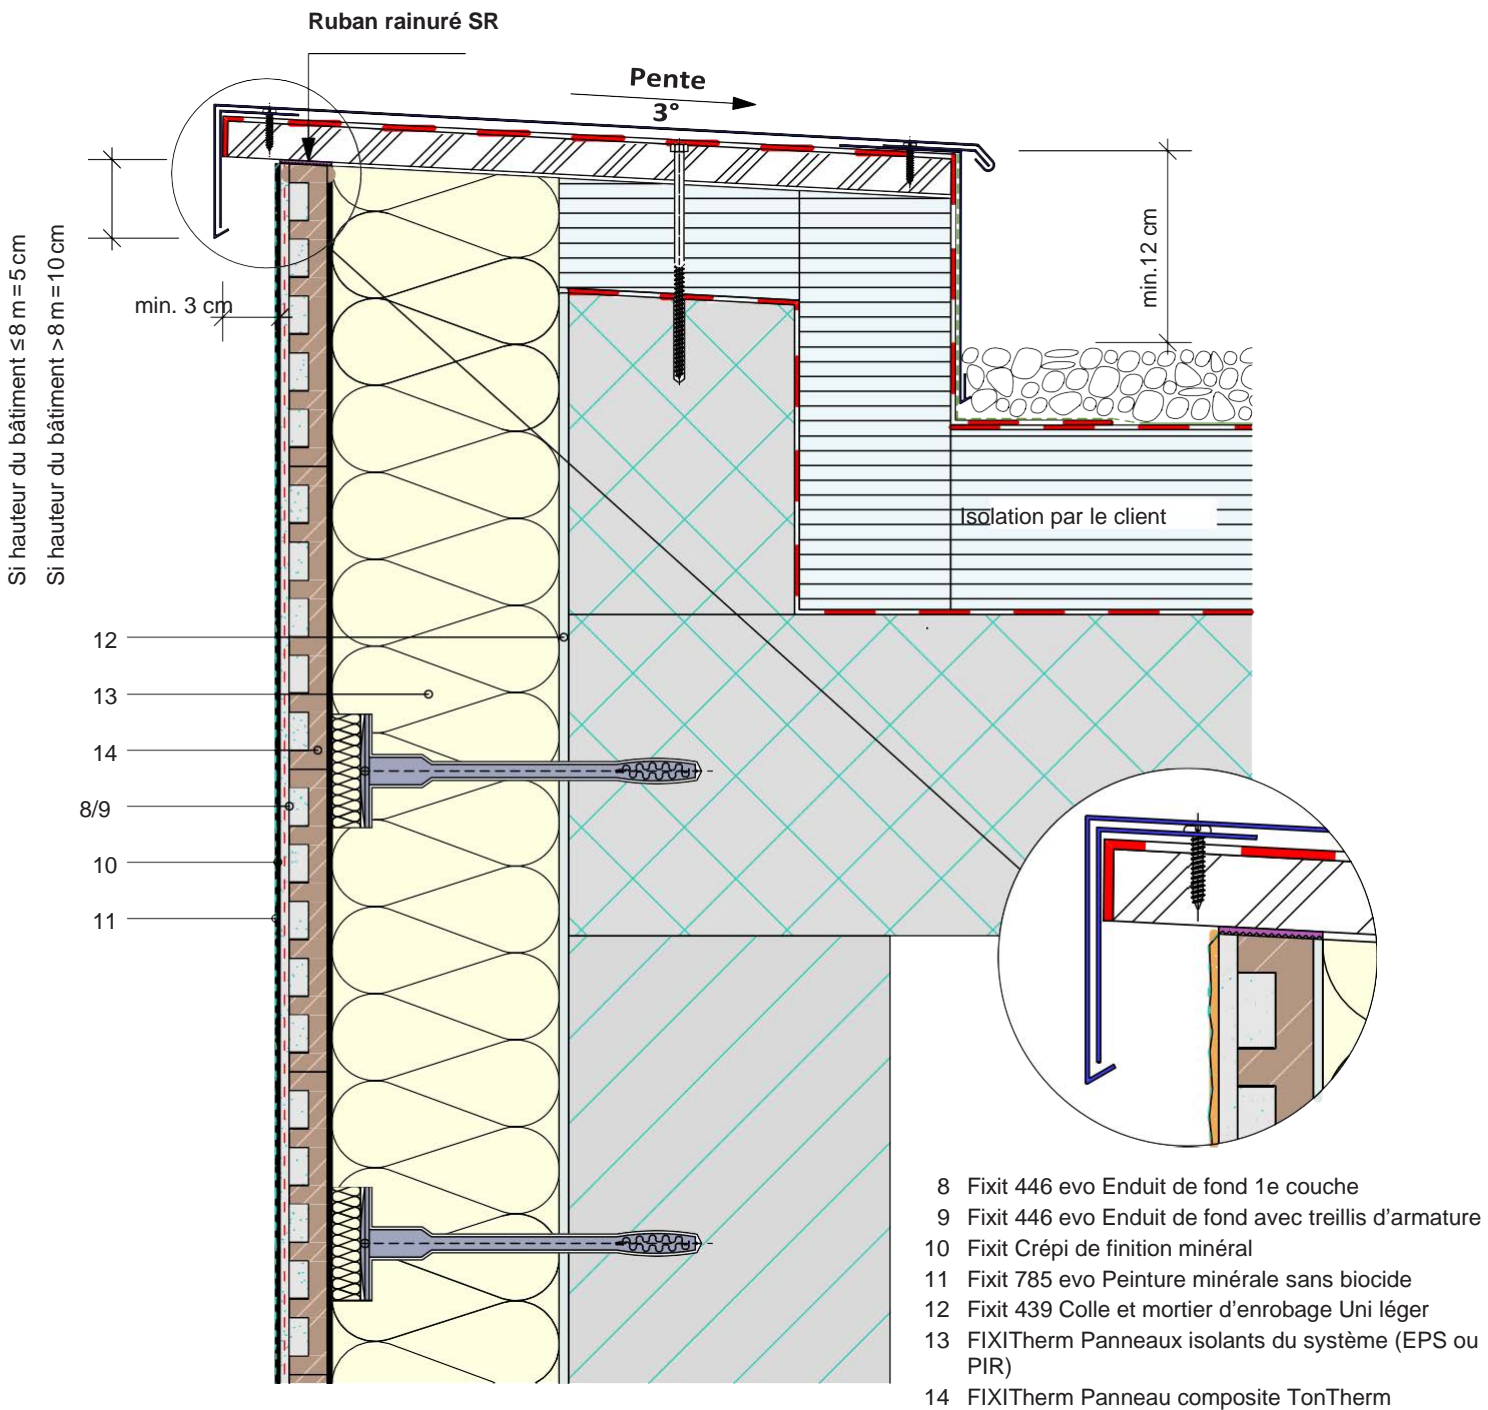 Ruban rainuré SR
Pente
3°
Si hauteur du bâtiment ≤ 8 m = 5 cm
Si hauteur du bâtiment > 8 m = 10 cm
min. 3 cm
min.12 cm
Isolation par le client
12
13
14
8/9
10
11
8 Fixit 446 evo Enduit de fond 1e couche
9 Fixit 446 evo Enduit de fond avec treillis d'armature
10 Fixit Crépi de finition minéral
11 Fixit 785 evo Peinture minérale sans biocide
12 Fixit 439 Colle et mortier d'enrobage Uni léger
13 FIXITherm Panneaux isolants du système (EPS ou
PIR)
14 FIXITherm Panneau composite TonTherm